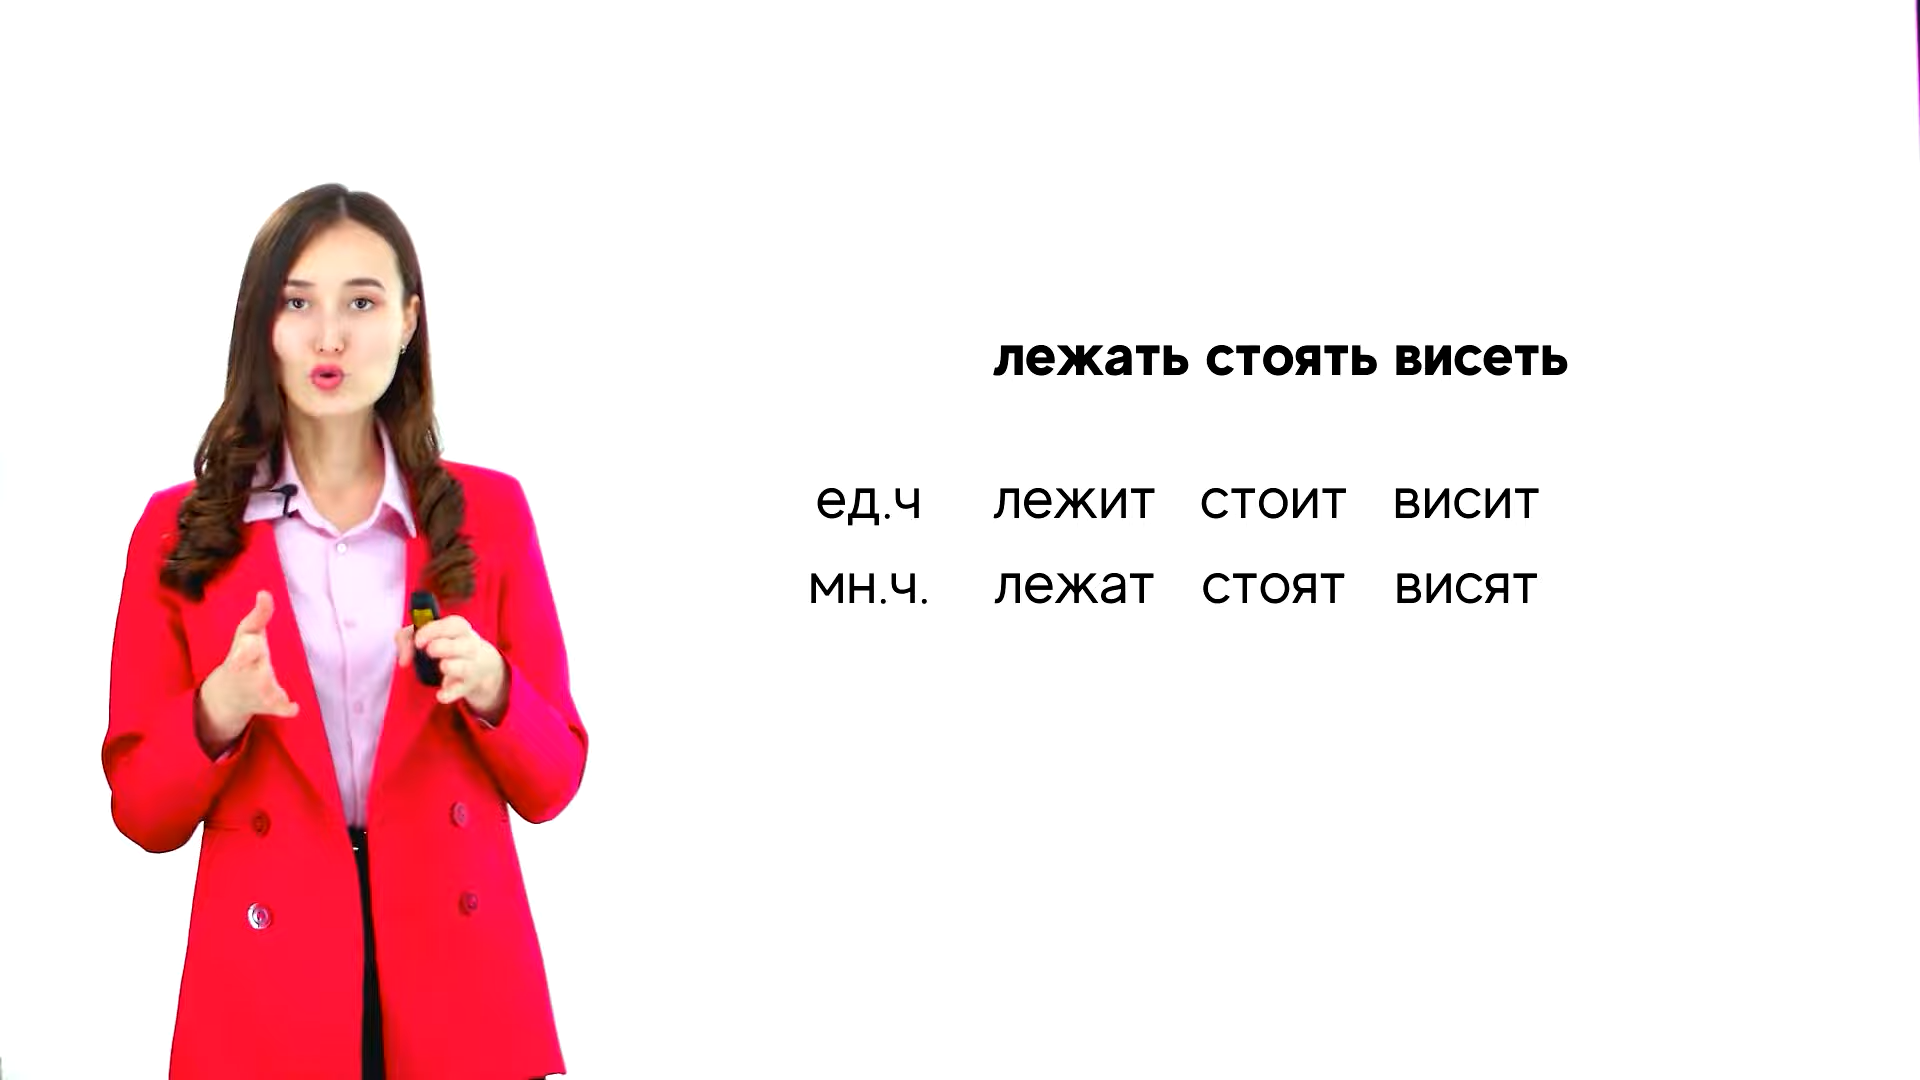 лежать стоять висеть
ед.ч лежит стоит висит
мн.ч. лежат стоят висят